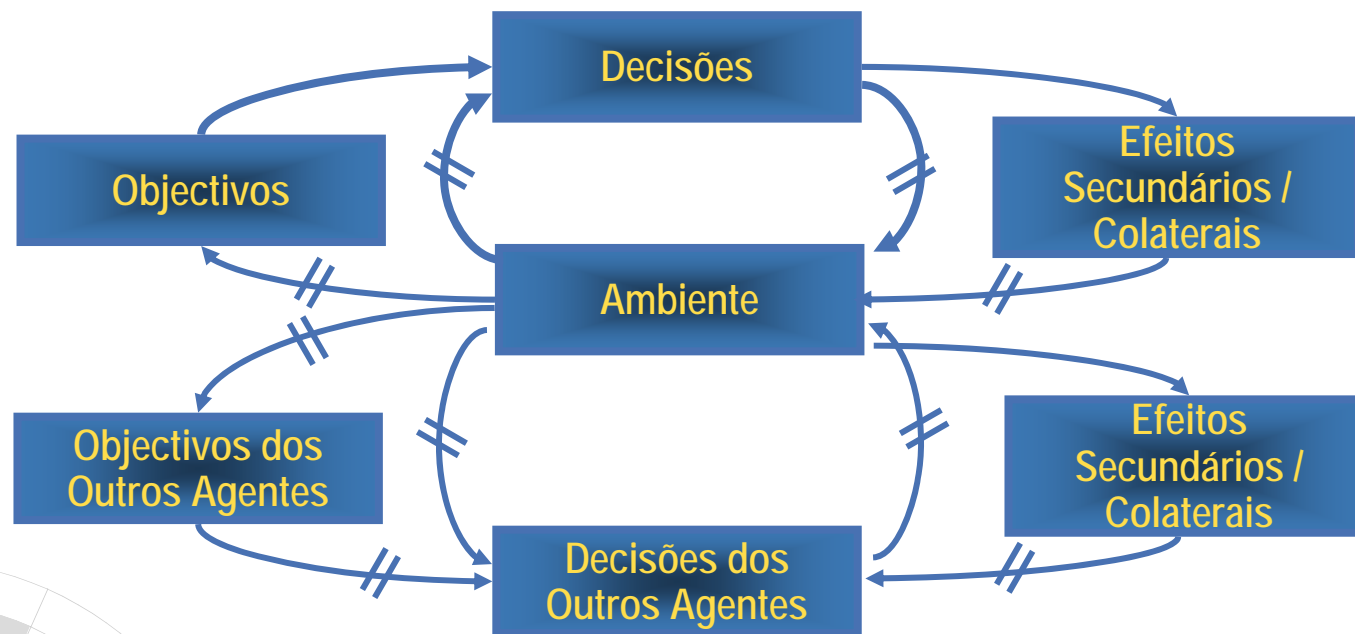 Decisões
Efeitos
Secundários /
Colaterais
Objectivos
Ambiente
Objectivos dos
Outros Agentes
Efeitos
Secundários /
Colaterais
Decisões dos
Outros Agentes